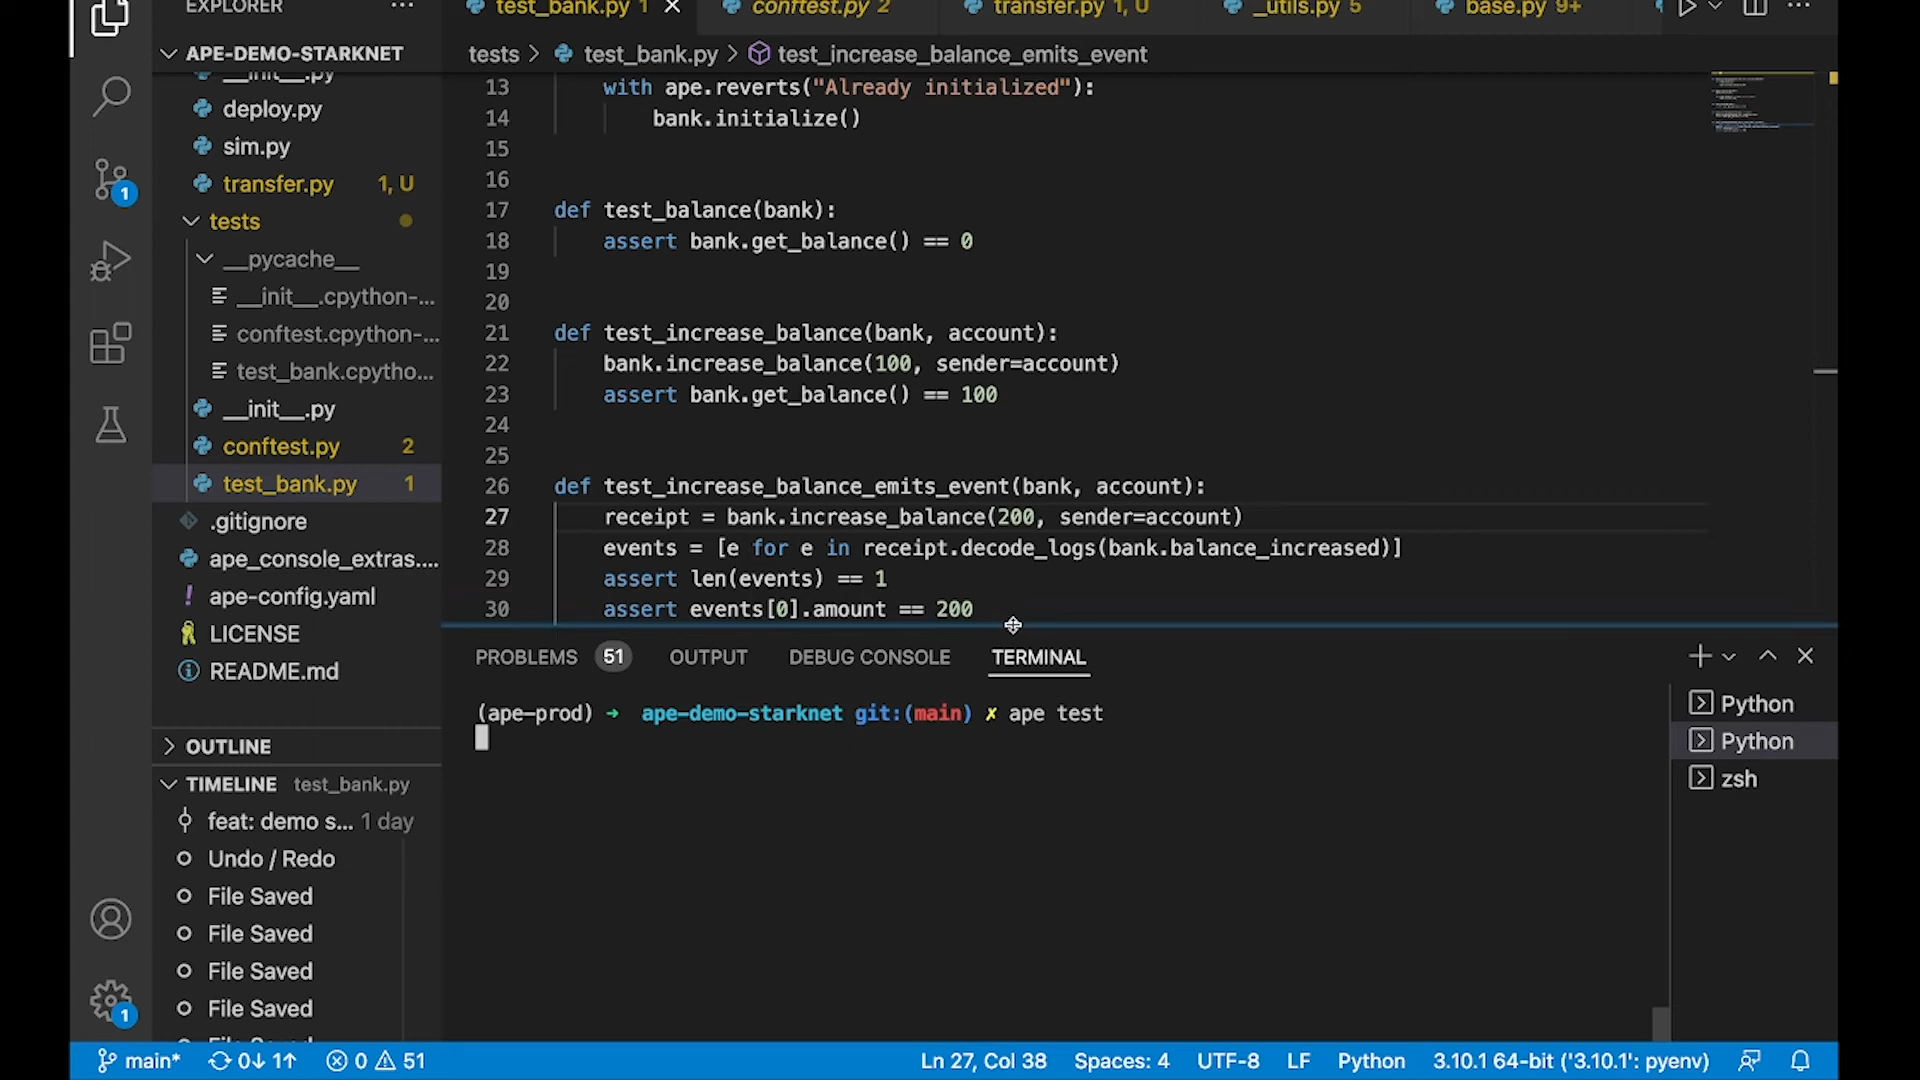 EXPLORER
test_bank.py 1
conftest.py 2
transfer.py 1, U
_utils.py 5
base.py 9+
APE-DEMO-STARKNET
tests > test_bank.py > test_increase_balance_emits_event
__init__.py
deploy.py
sim.py
transfer.py 1, U
tests
__pycache__
__init__.cpython-...
conftest.cpython-...
test_bank.cpytho...
__init__.py
conftest.py 2
test_bank.py 1
.gitignore
ape_console_extras....
ape-config.yaml
LICENSE
README.md
OUTLINE
TIMELINE test_bank.py
feat: demo s... 1 day
Undo / Redo
File Saved
File Saved
File Saved
File Saved
1
1
13 with ape.reverts("Already initialized"):
14 bank.initialize()
15
16
17 def test_balance(bank):
18 assert bank.get_balance() == 0
19
20
21 def test_increase_balance(bank, account):
22 bank.increase_balance(100, sender=account)
23 assert bank.get_balance() == 100
24
25
26 def test_increase_balance_emits_event(bank, account):
27 receipt = bank.increase_balance(200, sender=account)
28 events = [e for e in receipt.decode_logs(bank.balance_increased)]
29 assert len(events) == 1
30 assert events[0].amount == 200
PROBLEMS 51 OUTPUT DEBUG CONSOLE TERMINAL
(ape-prod) → ape-demo-starknet git:(main) ✗ ape test
Python
Python
zsh
main* 0↓ 1↑ 0 51 Ln 27, Col 38 Spaces: 4 UTF-8 LF Python 3.10.1 64-bit ('3.10.1': pyenv)